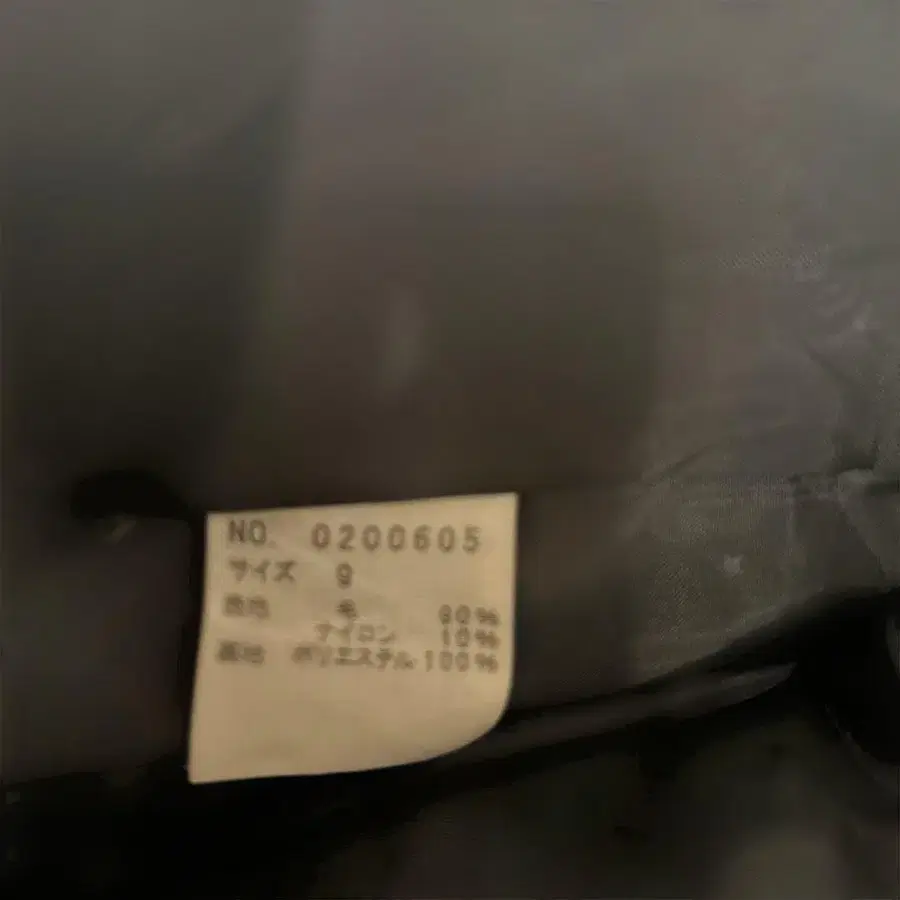 NO. 0200605
サイズ 9
表地 毛 90%
ナイロン 10%
裏地 ポリエステル 100%